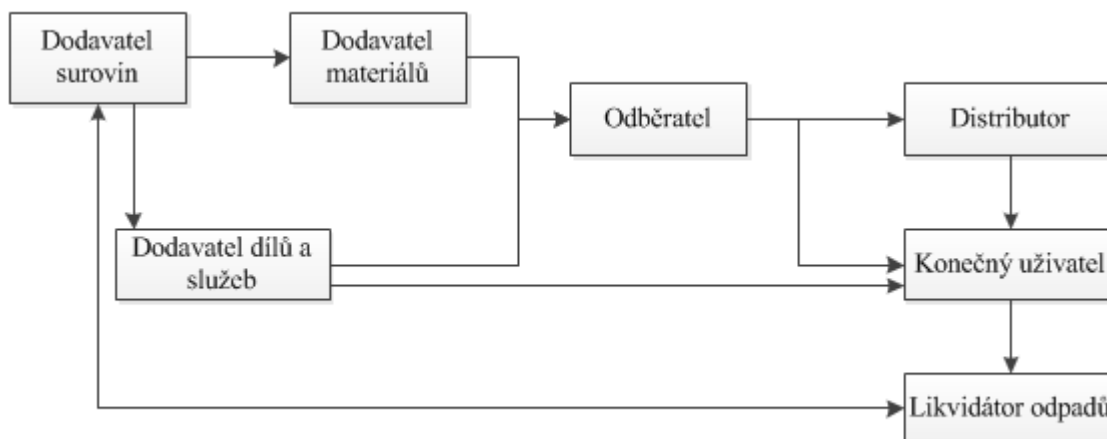 Dodavatel
surovin
Dodavatel
materiálů
Odběratel
Distributor
Dodavatel dílů a
služeb
Konečný uživatel
Likvidátor odpadů